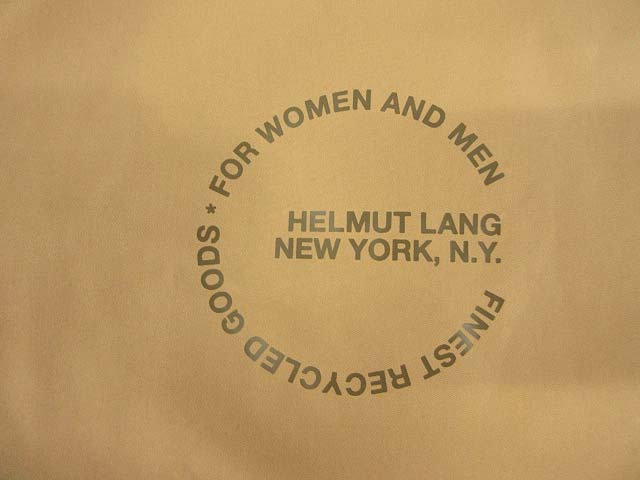 FINEST RECYCLED GOODS * FOR WOMEN AND MEN
HELMUT LANG
NEW YORK, N.Y.